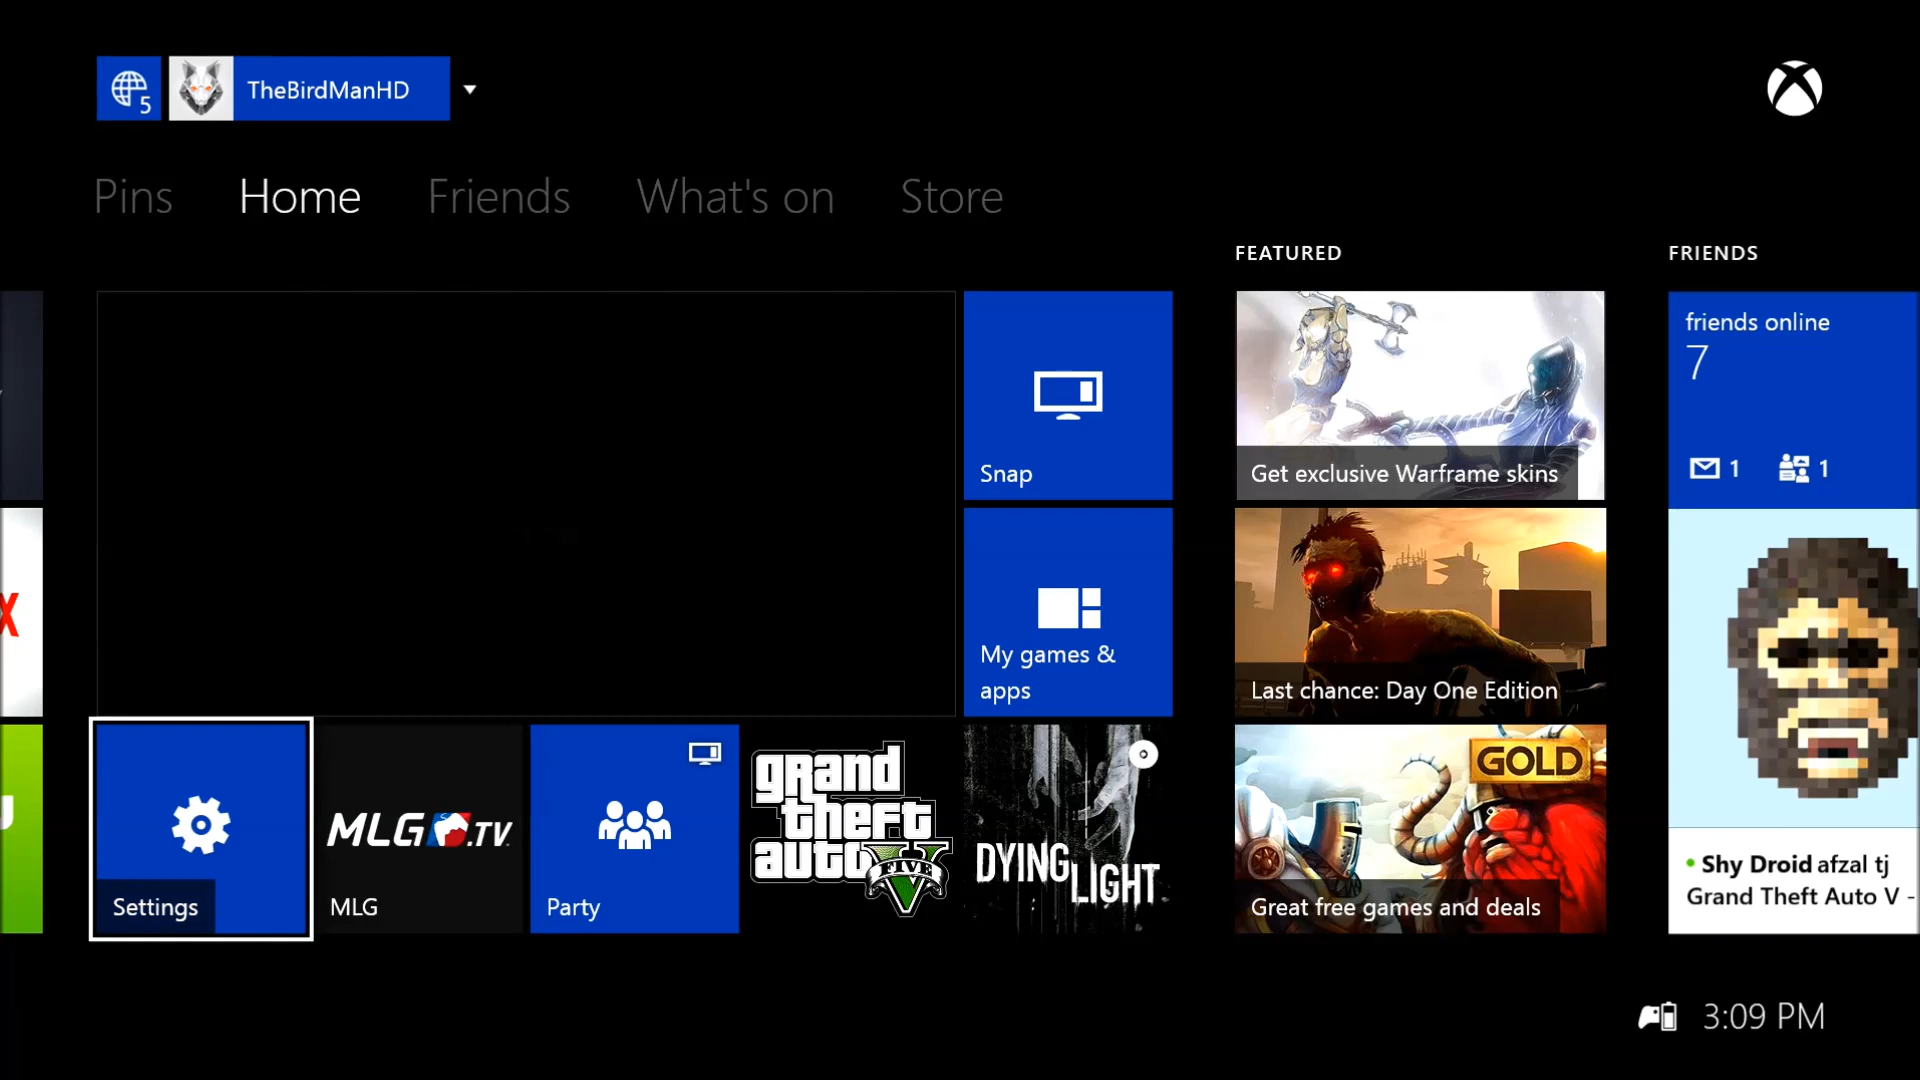 5
TheBirdManHD
Pins Home Friends What's on Store
FEATURED
FRIENDS
Snap
My games &
apps
Settings
MLG.TV
MLG
Party
grand
theft
auto
FIVE
DYING
LIGHT
Get exclusive Warframe skins
Last chance: Day One Edition
GOLD
Great free games and deals
friends online
7
1
1
Shy Droid afzal tj
Grand Theft Auto V -
3:09 PM